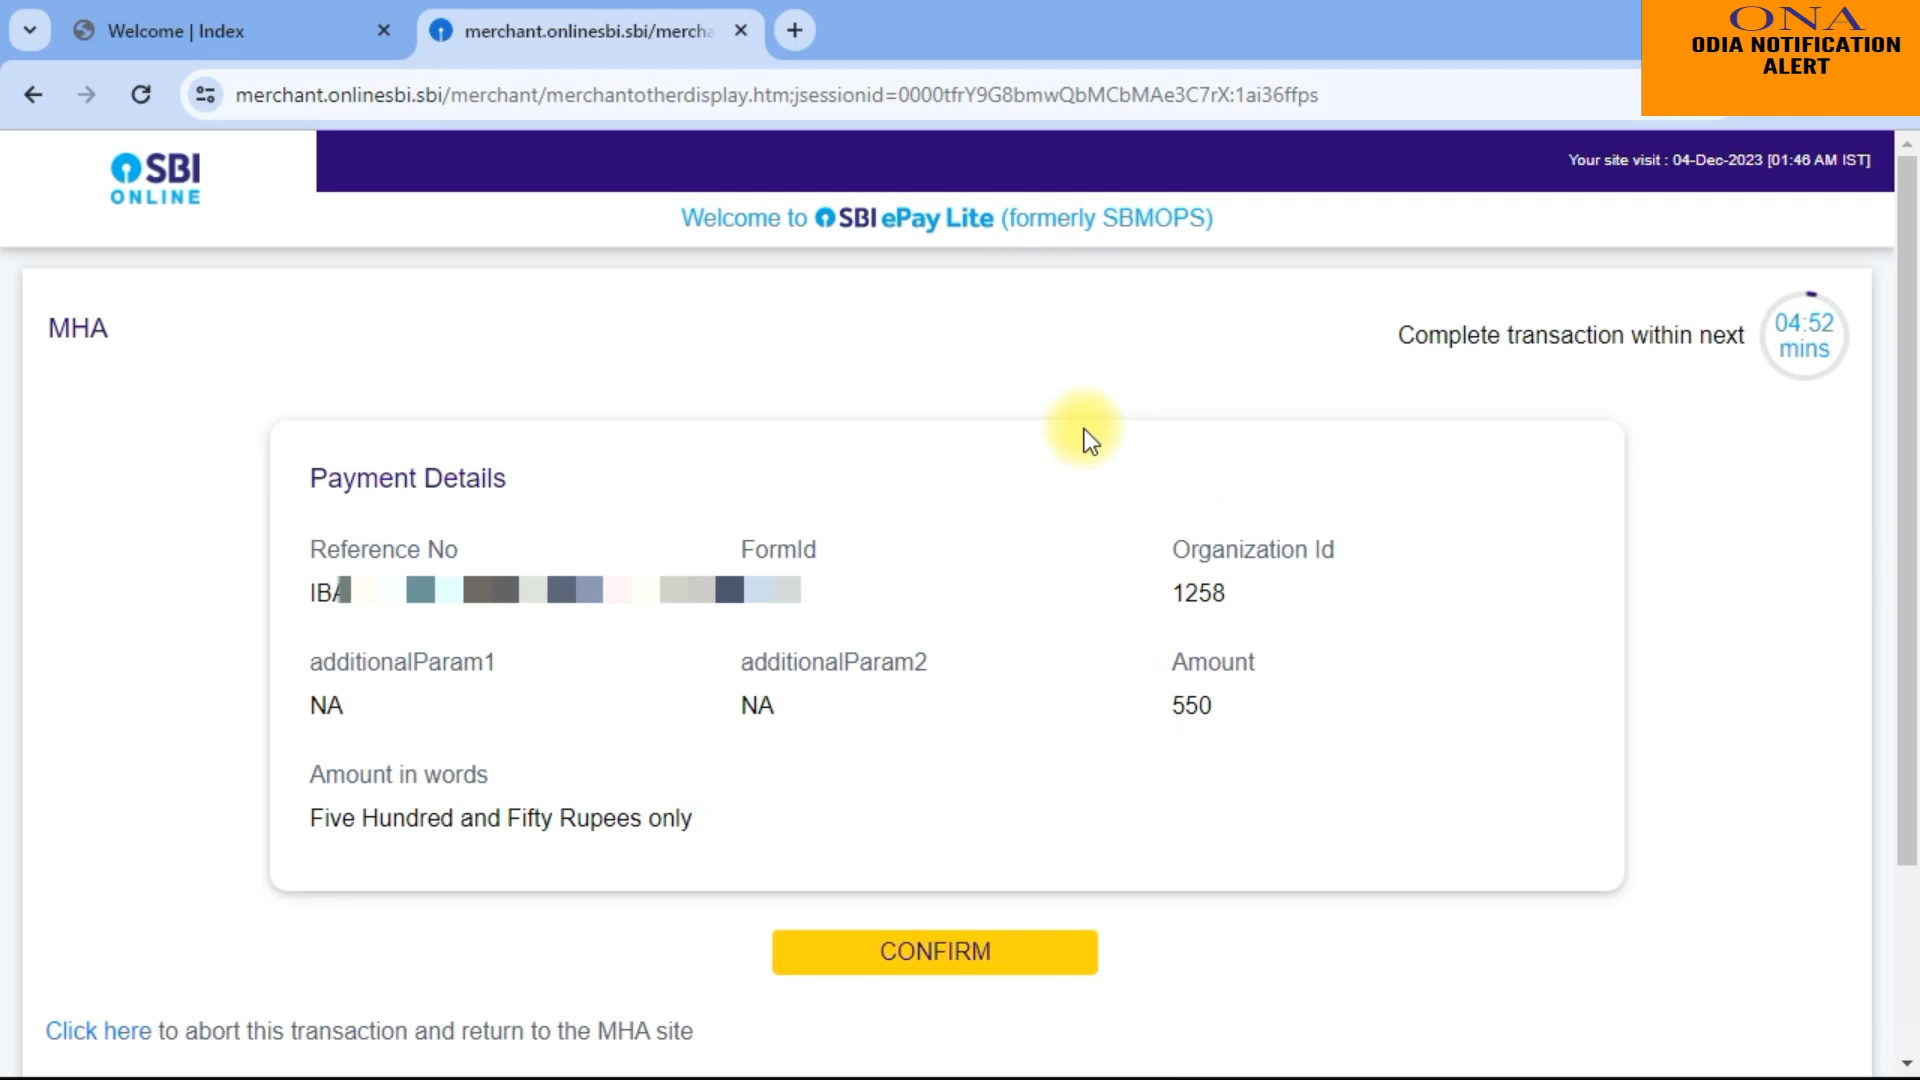 Welcome | Index
merchant.onlinesbi.sbi/mercha
ONA
ODIA NOTIFICATION
ALERT
merchant.onlinesbi.sbi/merchant/merchantotherdisplay.htm;jsessionid=0000tfrY9G8bmwQbMCbMAe3C7rX:1ai36ffps
SBI
ONLINE
Your site visit : 04-Dec-2023 [01:46 AM IST]
Welcome to SBI ePay Lite (formerly SBMOPS)
MHA
Complete transaction within next
04:52
mins
Payment Details
Reference No FormId Organization Id
IBA 1258
additionalParam1 additionalParam2 Amount
NA NA 550
Amount in words
Five Hundred and Fifty Rupees only
CONFIRM
Click here to abort this transaction and return to the MHA site